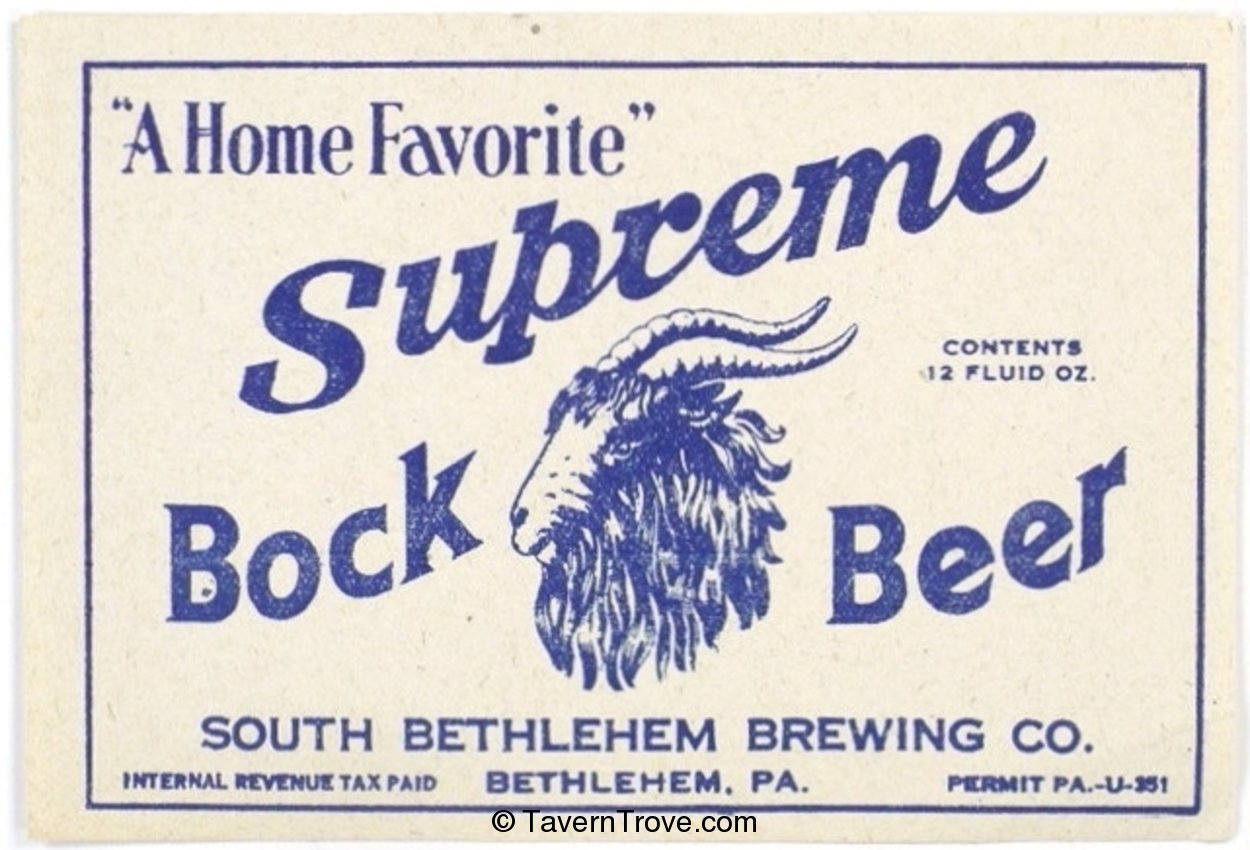 "A Home Favorite"
Supreme
CONTENTS
12 FLUID OZ.
Bock Beer
SOUTH BETHLEHEM BREWING CO.
INTERNAL REVENUE TAX PAID BETHLEHEM, PA. PERMIT PA.-U-351
© TavernTrove.com